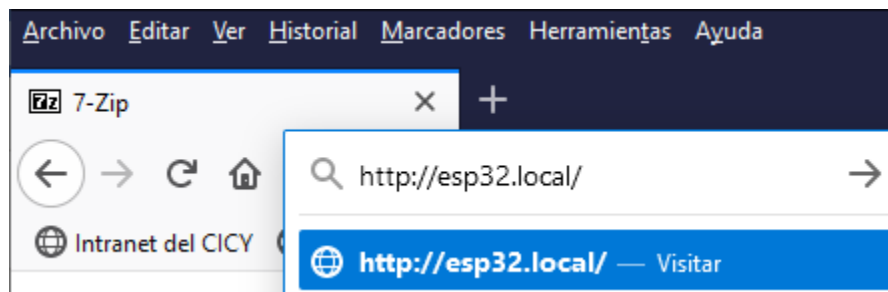 Archivo Editar Ver Historial Marcadores Herramientas Ayuda
7z 7-Zip
http://esp32.local/
Intranet del CICY
http://esp32.local/ — Visitar